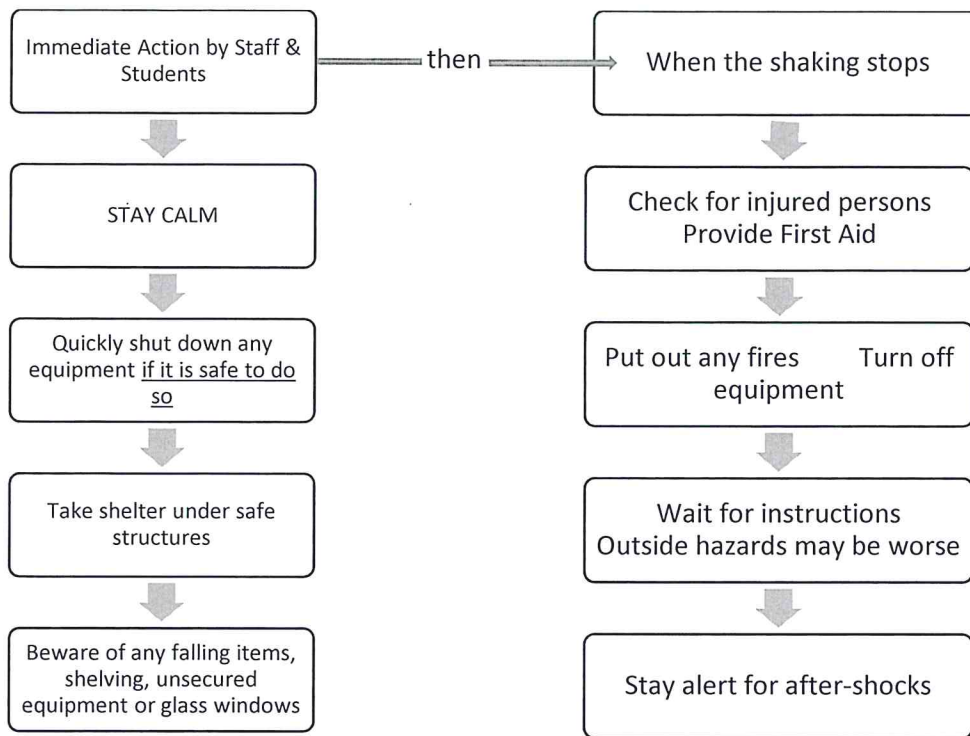 Immediate Action by Staff &
Students
then
When the shaking stops
STAY CALM
Quickly shut down any
equipment if it is safe to do
so
Take shelter under safe
structures
Beware of any falling items,
shelving, unsecured
equipment or glass windows
Check for injured persons
Provide First Aid
Put out any fires Turn off
equipment
Wait for instructions
Outside hazards may be worse
Stay alert for after-shocks